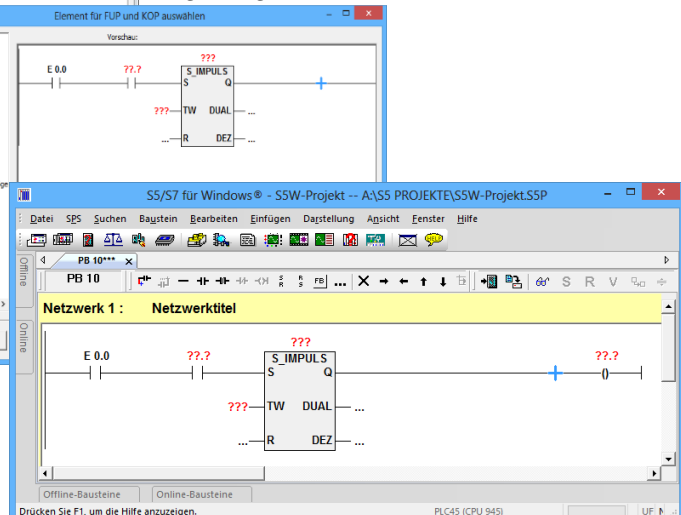 Element für FUP und KOP auswählen
Vorschau:
???
E 0.0 ??.? S_IMPULS
S Q
??? TW DUAL ...
... R DEZ ...
S5/S7 für Windows® - S5W-Projekt -- A:\S5 PROJEKTE\S5W-Projekt.S5P
Datei SPS Suchen Baustein Bearbeiten Einfügen Darstellung Ansicht Fenster Hilfe
Offline
PB 10*** x
PB 10
FB ... S R V
Netzwerk 1 : Netzwerktitel
Online
???
E 0.0 ??.? S_IMPULS ??.?
S Q ()
??? TW DUAL ...
... R DEZ ...
Offline-Bausteine Online-Bausteine
Drücken Sie F1, um die Hilfe anzuzeigen. PLC45 (CPU 945) UF